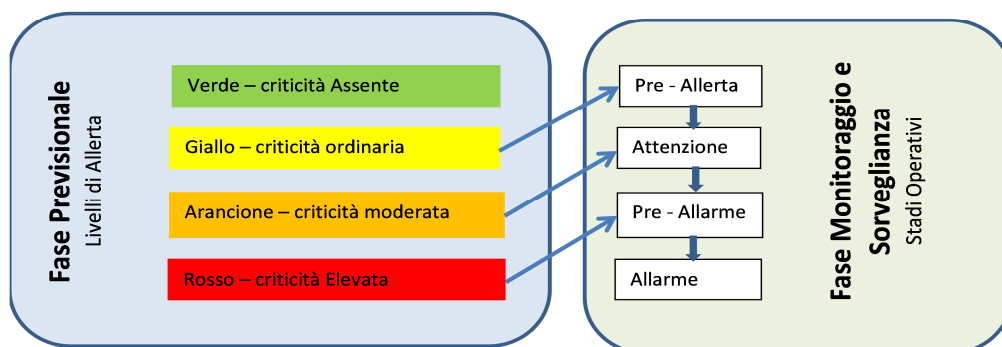 Fase Previsionale
Livelli di Allerta
Verde – criticità Assente
Giallo – criticità ordinaria
Arancione – criticità moderata
Rosso – criticità Elevata
Pre - Allerta
Attenzione
Pre - Allarme
Allarme
Fase Monitoraggio e
Sorveglianza
Stadi Operativi